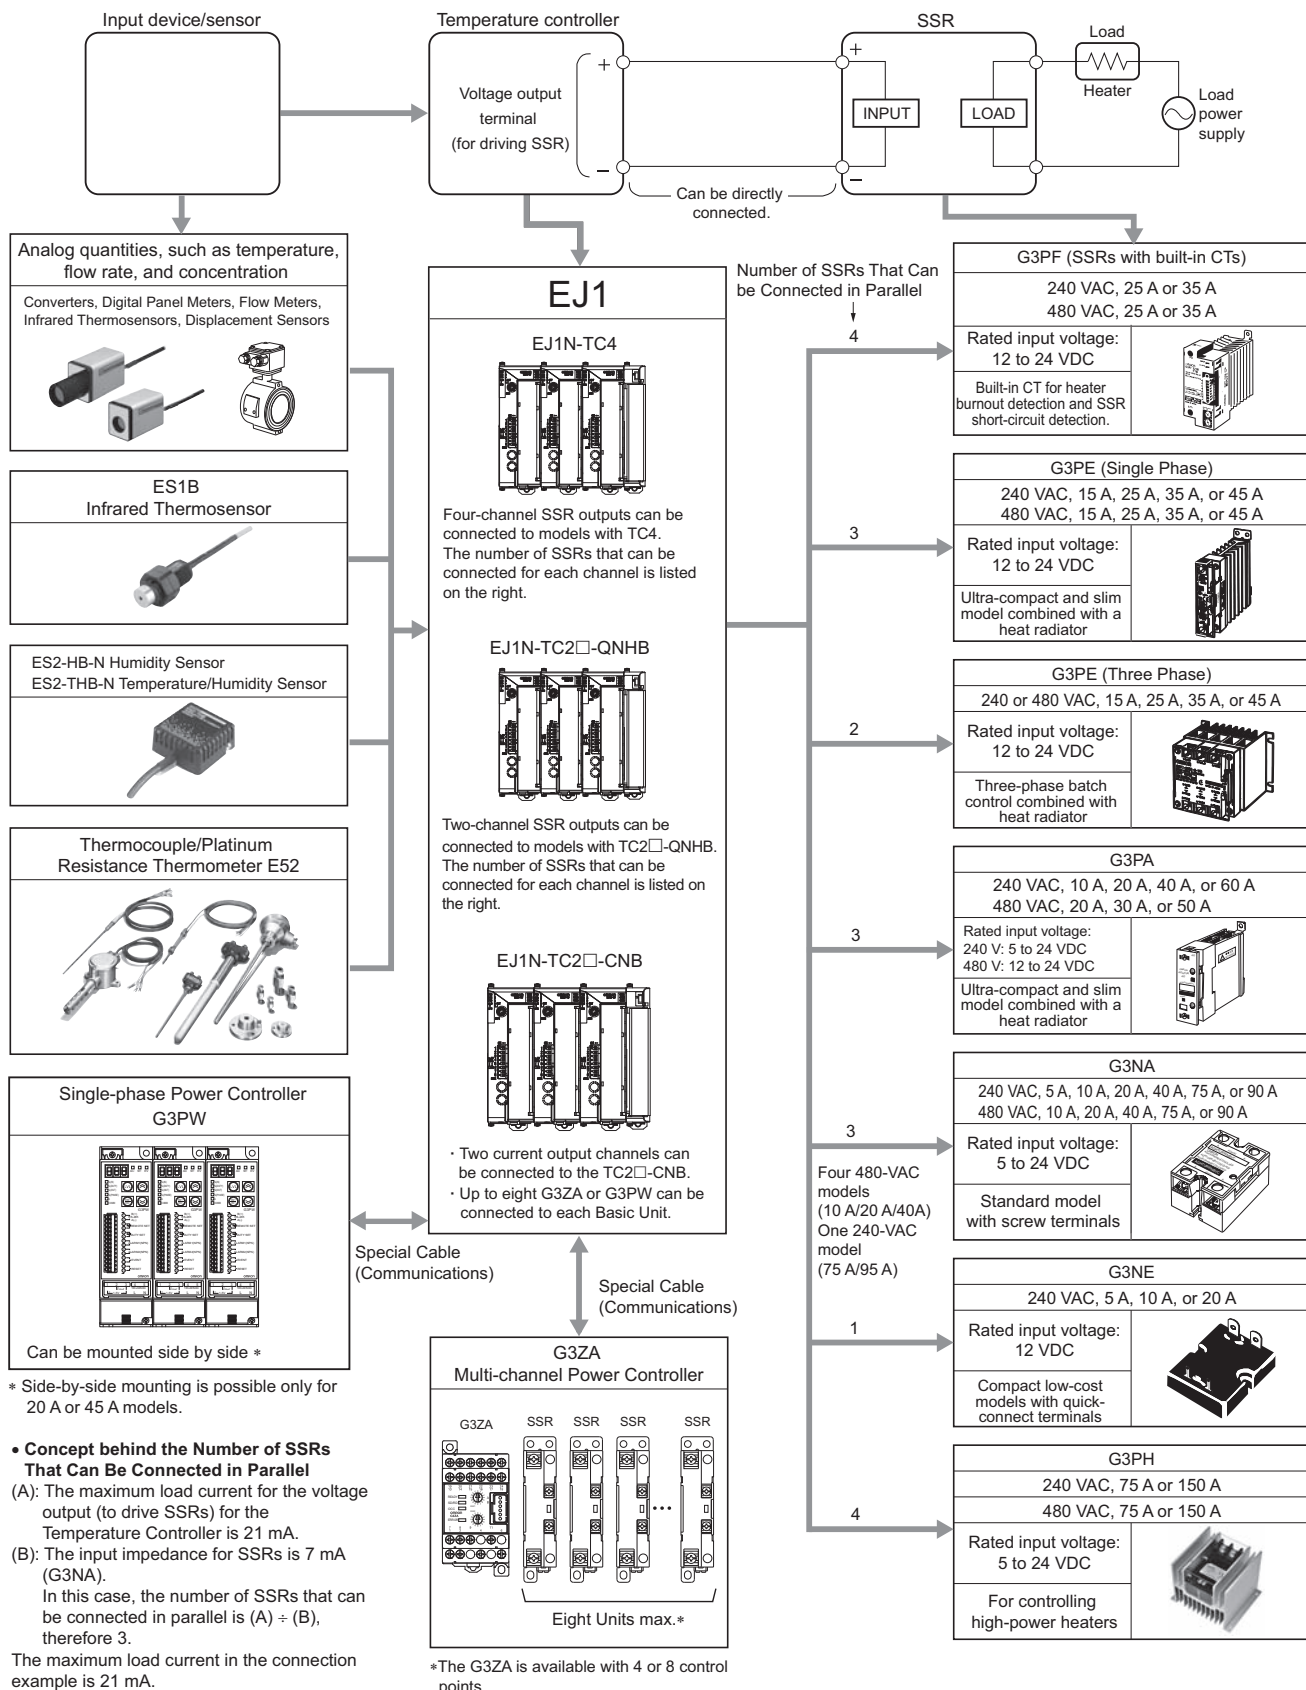 Input device/sensor
Temperature controller
SSR
Load
Heater
Load
power
supply
+
Voltage output
terminal
(for driving SSR)
−
+
INPUT
LOAD
−
Can be directly
connected.
Analog quantities, such as temperature,
flow rate, and concentration
Converters, Digital Panel Meters, Flow Meters,
Infrared Thermosensors, Displacement Sensors
ES1B
Infrared Thermosensor
ES2-HB-N Humidity Sensor
ES2-THB-N Temperature/Humidity Sensor
Thermocouple/Platinum
Resistance Thermometer E52
Single-phase Power Controller
G3PW
Can be mounted side by side *
* Side-by-side mounting is possible only for
20 A or 45 A models.
• Concept behind the Number of SSRs
That Can Be Connected in Parallel
(A): The maximum load current for the voltage
output (to drive SSRs) for the
Temperature Controller is 21 mA.
(B): The input impedance for SSRs is 7 mA
(G3NA).
In this case, the number of SSRs that can
be connected in parallel is (A) ÷ (B),
therefore 3.
The maximum load current in the connection
example is 21 mA.
EJ1
EJ1N-TC4
Four-channel SSR outputs can be
connected to models with TC4.
The number of SSRs that can be
connected for each channel is listed
on the right.
EJ1N-TC2□-QNHB
Two-channel SSR outputs can be
connected to models with TC2□-QNHB.
The number of SSRs that can be
connected for each channel is listed on
the right.
EJ1N-TC2□-CNB
· Two current output channels can
be connected to the TC2□-CNB.
· Up to eight G3ZA or G3PW can be
connected to each Basic Unit.
Special Cable
(Communications)
Special Cable
(Communications)
G3ZA
Multi-channel Power Controller
G3ZA
SSR SSR SSR SSR
Eight Units max.*
*The G3ZA is available with 4 or 8 control
points.
Number of SSRs That Can
be Connected in Parallel
4
3
2
3
3
Four 480-VAC
models
(10 A/20 A/40A)
One 240-VAC
model
(75 A/95 A)
1
4
G3PF (SSRs with built-in CTs)
240 VAC, 25 A or 35 A
480 VAC, 25 A or 35 A
Rated input voltage:
12 to 24 VDC
Built-in CT for heater
burnout detection and SSR
short-circuit detection.
G3PE (Single Phase)
240 VAC, 15 A, 25 A, 35 A, or 45 A
480 VAC, 15 A, 25 A, 35 A, or 45 A
Rated input voltage:
12 to 24 VDC
Ultra-compact and slim
model combined with a
heat radiator
G3PE (Three Phase)
240 or 480 VAC, 15 A, 25 A, 35 A, or 45 A
Rated input voltage:
12 to 24 VDC
Three-phase batch
control combined with
heat radiator
G3PA
240 VAC, 10 A, 20 A, 40 A, or 60 A
480 VAC, 20 A, 30 A, or 50 A
Rated input voltage:
240 V: 5 to 24 VDC
480 V: 12 to 24 VDC
Ultra-compact and slim
model combined with a
heat radiator
G3NA
240 VAC, 5 A, 10 A, 20 A, 40 A, 75 A, or 90 A
480 VAC, 10 A, 20 A, 40 A, 75 A, or 90 A
Rated input voltage:
5 to 24 VDC
Standard model
with screw terminals
G3NE
240 VAC, 5 A, 10 A, or 20 A
Rated input voltage:
12 VDC
Compact low-cost
models with quick-
connect terminals
G3PH
240 VAC, 75 A or 150 A
480 VAC, 75 A or 150 A
Rated input voltage:
5 to 24 VDC
For controlling
high-power heaters